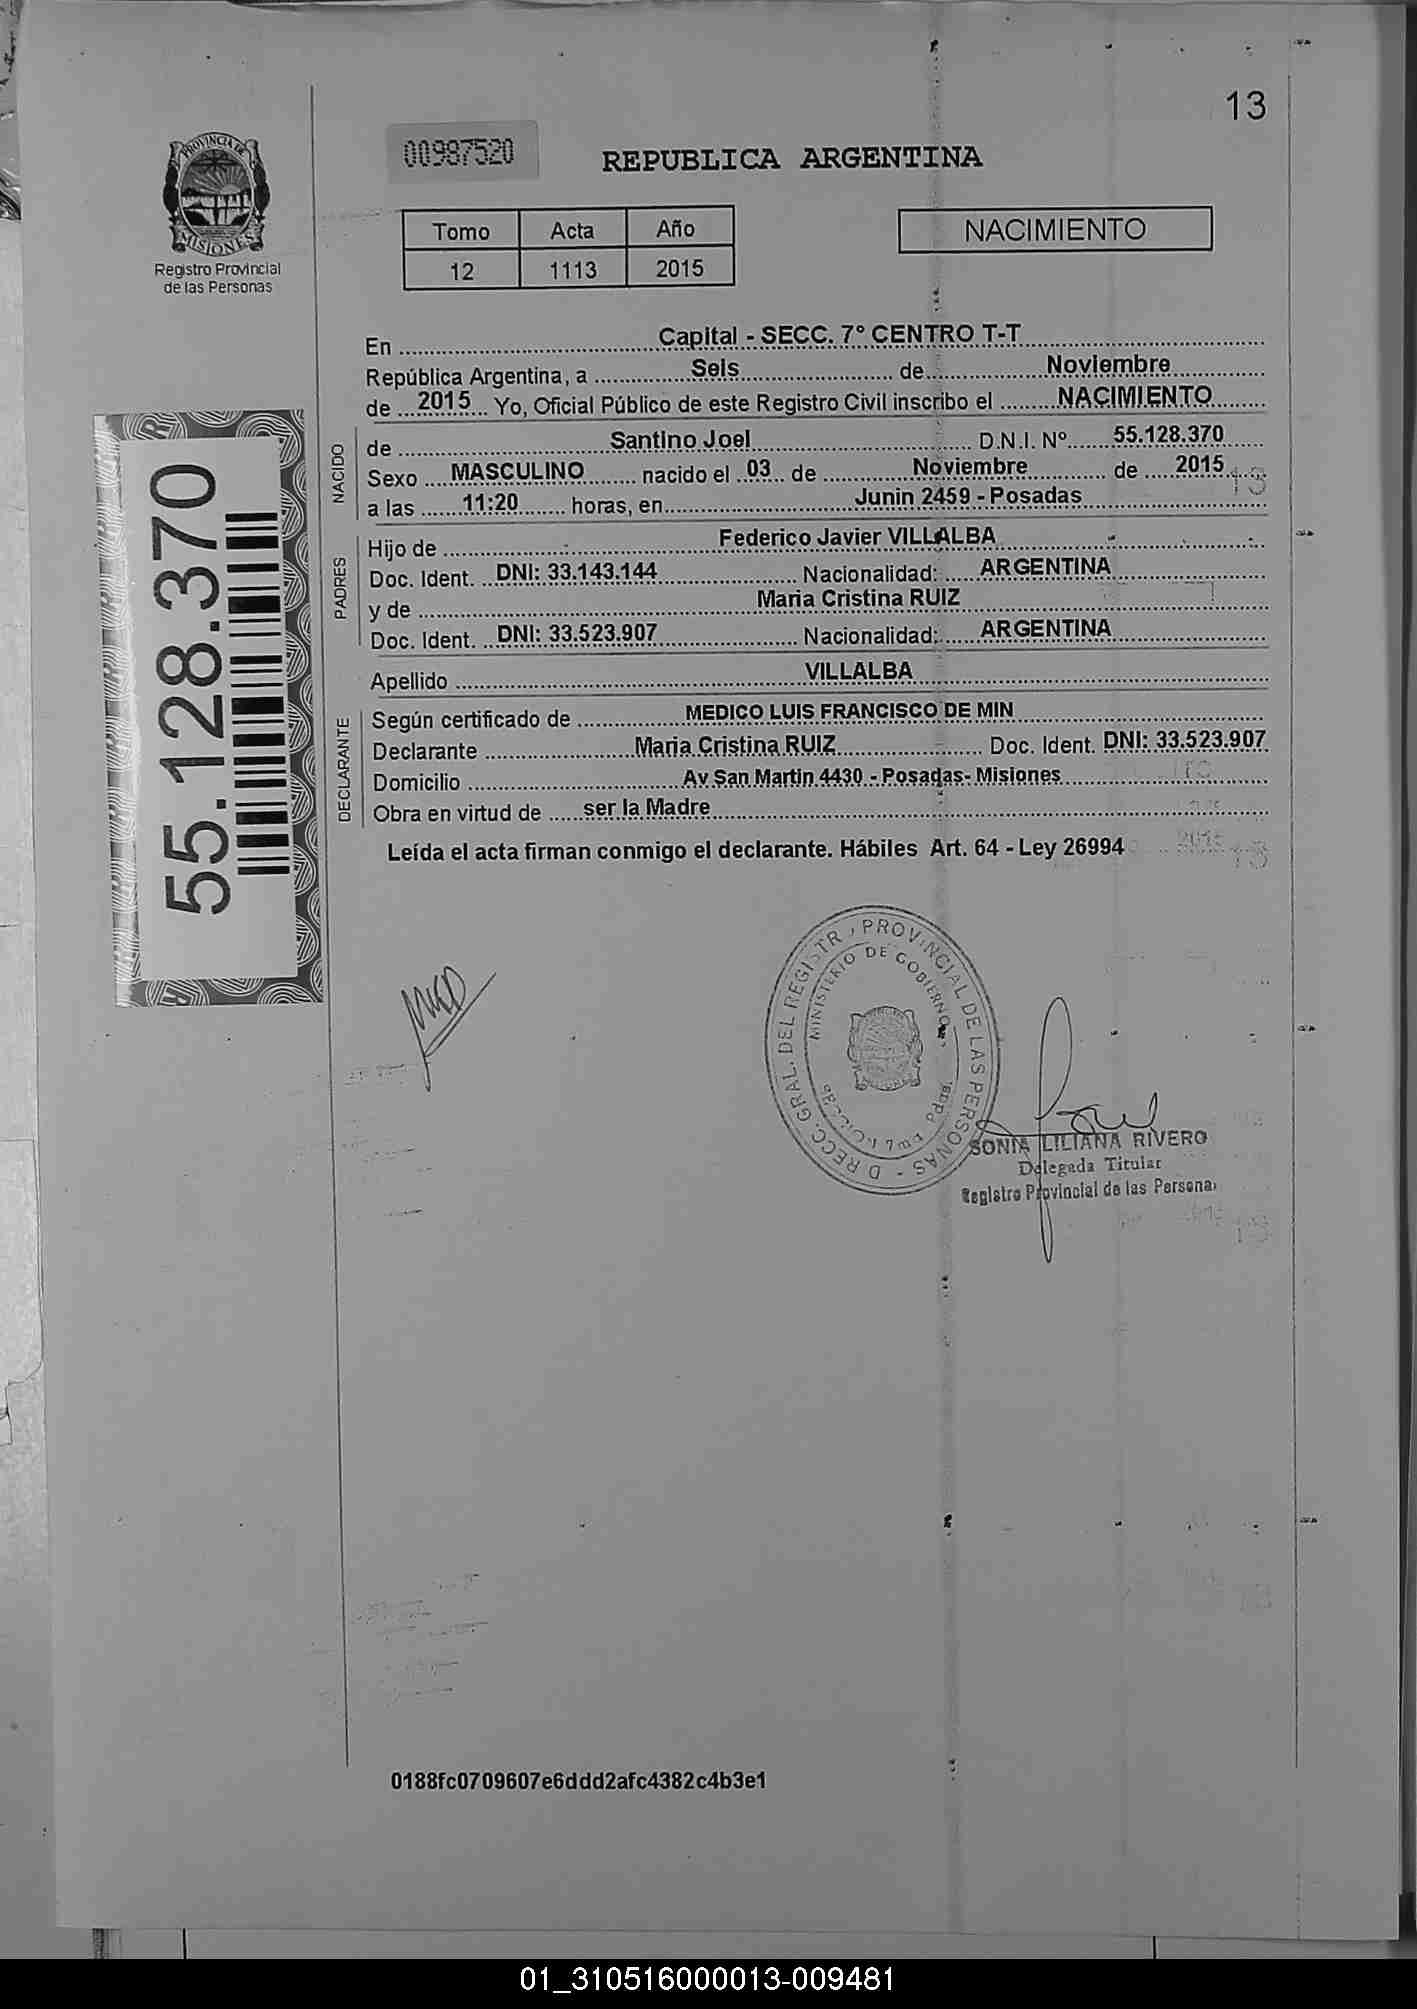 13
PROVINCIA DE
MISIONES
Registro Provincial
de las Personas
00987520
REPUBLICA ARGENTINA
Tomo Acta Año
12 1113 2015
NACIMIENTO
En Capital - SECC. 7° CENTRO T-T
República Argentina, a Seis de Noviembre
de 2015 Yo, Oficial Público de este Registro Civil inscribo el NACIMIENTO
NACIDO
de Santino Joel D.N.I. Nº 55.128.370
Sexo MASCULINO nacido el 03 de Noviembre de 2015
a las 11:20 horas, en Junin 2459 - Posadas
PADRES
Hijo de Federico Javier VILLALBA
Doc. Ident. DNI: 33.143.144 Nacionalidad: ARGENTINA
y de Maria Cristina RUIZ
Doc. Ident. DNI: 33.523.907 Nacionalidad: ARGENTINA
Apellido VILLALBA
DECLARANTE
Según certificado de MEDICO LUIS FRANCISCO DE MIN
Declarante Maria Cristina RUIZ Doc. Ident. DNI: 33.523.907
Domicilio Av San Martin 4430 - Posadas- Misiones
Obra en virtud de ser la Madre
Leída el acta firman conmigo el declarante. Hábiles Art. 64 - Ley 26994
55.128.370
GRAL. DEL REGISTR PROVINCIAL DE LAS PERSONAS
MINISTERIO DE GOBIERNO
SONIA LILIANA RIVERO
Delegada Titular
Registro Provincial de las Persona
0188fc0709607e6ddd2afc4382c4b3e1
01_310516000013-009481